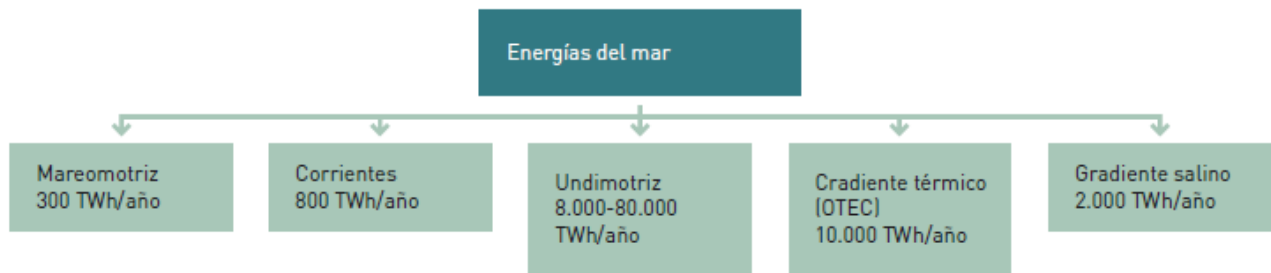 Energías del mar
Mareomotriz
300 TWh/año
Corrientes
800 TWh/año
Undimotriz
8.000-80.000
TWh/año
Cradiente térmico
(OTEC)
10.000 TWh/año
Gradiente salino
2.000 TWh/año